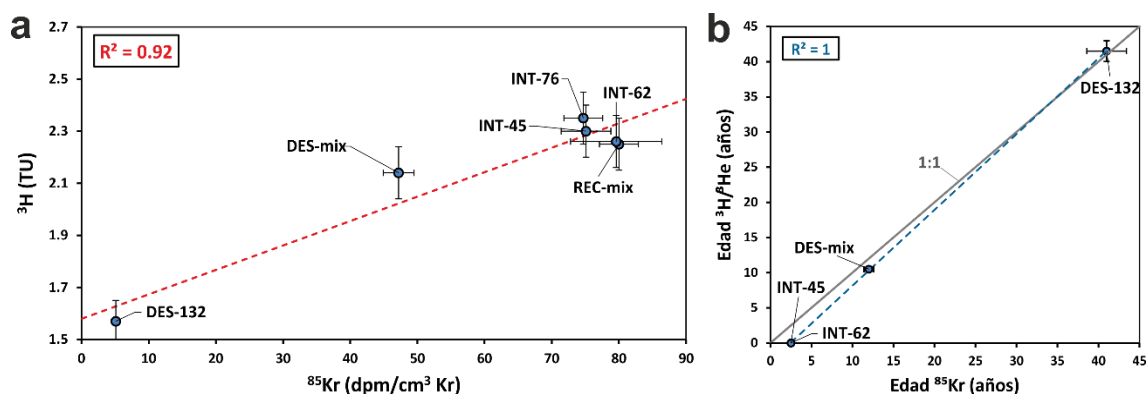 a
R² = 0.92
2.7
2.5
2.3
2.1
1.9
1.7
1.5
³H (TU)
INT-76
INT-62
INT-45
DES-mix
REC-mix
DES-132
0 10 20 30 40 50 60 70 80 90
⁸⁵Kr (dpm/cm³ Kr)
b
R² = 1
45
40
35
30
25
20
15
10
5
0
Edad ³H/³He (años)
DES-132
1:1
DES-mix
INT-45
INT-62
0 5 10 15 20 25 30 35 40 45
Edad ⁸⁵Kr (años)